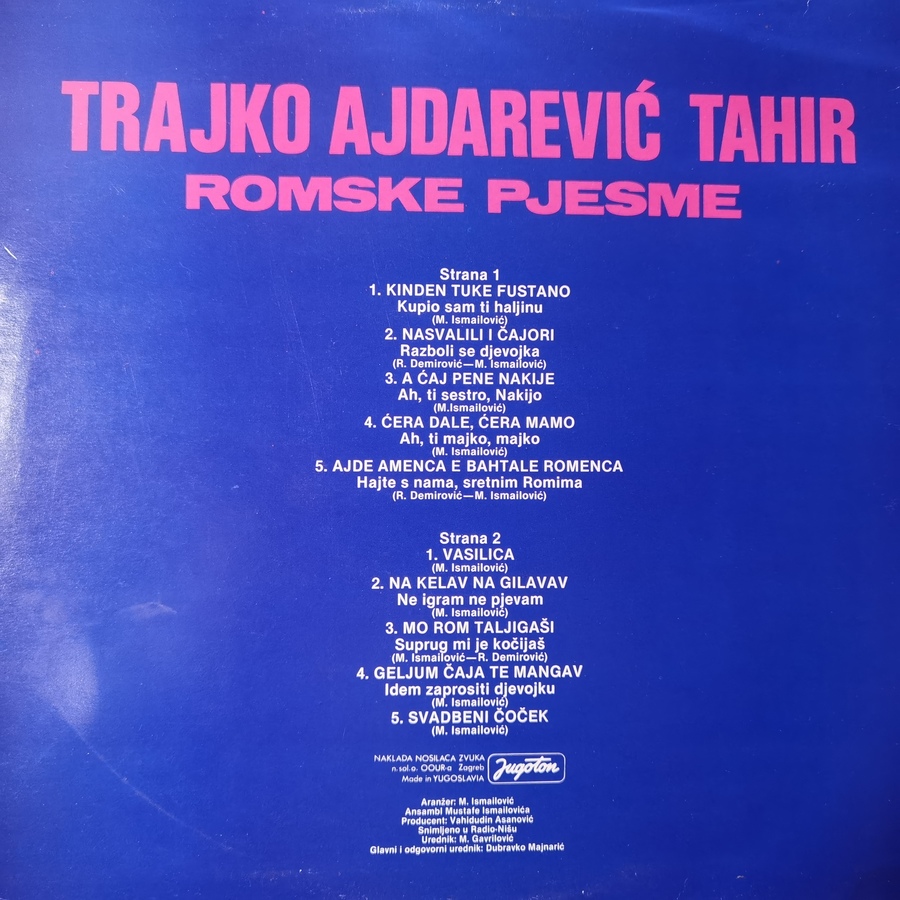 TRAJKO AJDAREVIĆ TAHIR
ROMSKE PJESME
Strana 1
1. KINDEN TUKE FUSTANO
Kupio sam ti haljinu
(M. Ismailović)
2. NASVALILI I ČAJORI
Razboli se djevojka
(R. Demirović—M. Ismailović)
3. A ĆAJ PENE NAKIJE
Ah, ti sestro, Nakijo
(M.Ismailović)
4. ĆERA DALE, ĆERA MAMO
Ah, ti majko, majko
(M. Ismailović)
5. AJDE AMENCA E BAHTALE ROMENCA
Hajte s nama, sretnim Romima
(R. Demirović—M. Ismailović)
Strana 2
1. VASILICA
(M. Ismailović)
2. NA KELAV NA GILAVAV
Ne igram ne pjevam
(M. Ismailović)
3. MO ROM TALJIGAŠI
Suprug mi je kočijaš
(M. Ismailović—R. Demirović)
4. GELJUM ČAJA TE MANGAV
Idem zaprositi djevojku
(M. Ismailović)
5. SVADBENI ČOČEK
(M. Ismailović)
NAKLADA NOSILACA ZVUKA
n. sol. o. OOUR-a Zagreb
Made in YUGOSLAVIA
Jugoton
Aranžer: M. Ismailović
Ansambl Mustafe Ismailovića
Producent: Vahidudin Asanović
Snimljeno u Radio-Nišu
Urednik: M. Gavrilović
Glavni i odgovorni urednik: Dubravko Majnarić